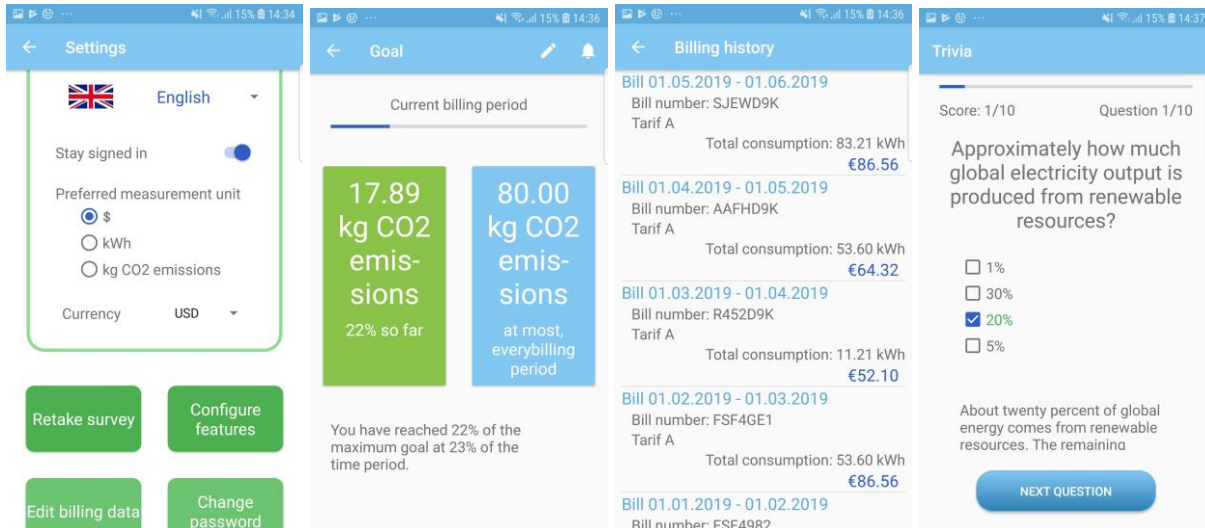 15% 14:34
Settings
English
Stay signed in
Preferred measurement unit
$
kWh
kg CO2 emissions
Currency USD
Retake survey
Configure
features
Edit billing data
Change
password
15% 14:36
Goal
Current billing period
17.89
kg CO2
emis-
sions
22% so far
80.00
kg CO2
emis-
sions
at most,
everybilling
period
You have reached 22% of the
maximum goal at 23% of the
time period.
15% 14:36
Billing history
Bill 01.05.2019 - 01.06.2019
Bill number: SJEWD9K
Tarif A
Total consumption: 83.21 kWh
€86.56
Bill 01.04.2019 - 01.05.2019
Bill number: AAFHD9K
Tarif A
Total consumption: 53.60 kWh
€64.32
Bill 01.03.2019 - 01.04.2019
Bill number: R452D9K
Tarif A
Total consumption: 11.21 kWh
€52.10
Bill 01.02.2019 - 01.03.2019
Bill number: FSF4GE1
Tarif A
Total consumption: 53.60 kWh
€86.56
Bill 01.01.2019 - 01.02.2019
Bill number: FSF4982
15% 14:37
Trivia
Score: 1/10 Question 1/10
Approximately how much
global electricity output is
produced from renewable
resources?
1%
30%
20%
5%
About twenty percent of global
energy comes from renewable
resources. The remaining
NEXT QUESTION